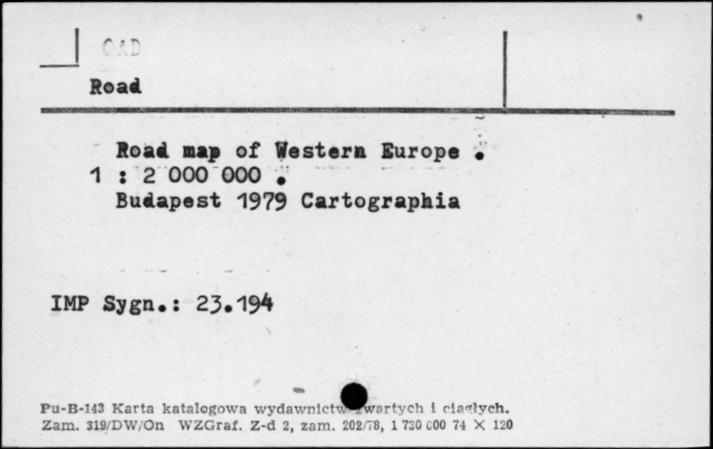 OAD
Road
Road map of Western Europe .
1 : 2 000 000 .
Budapest 1979 Cartographia
IMP Sygn.: 23.194
Pu-B-143 Karta katalogowa wydawnictw zwartych i ciągłych.
Zam. 319/DW/On WZGraf. Z-d 2, zam. 202/78, 1 730 000 74 × 120